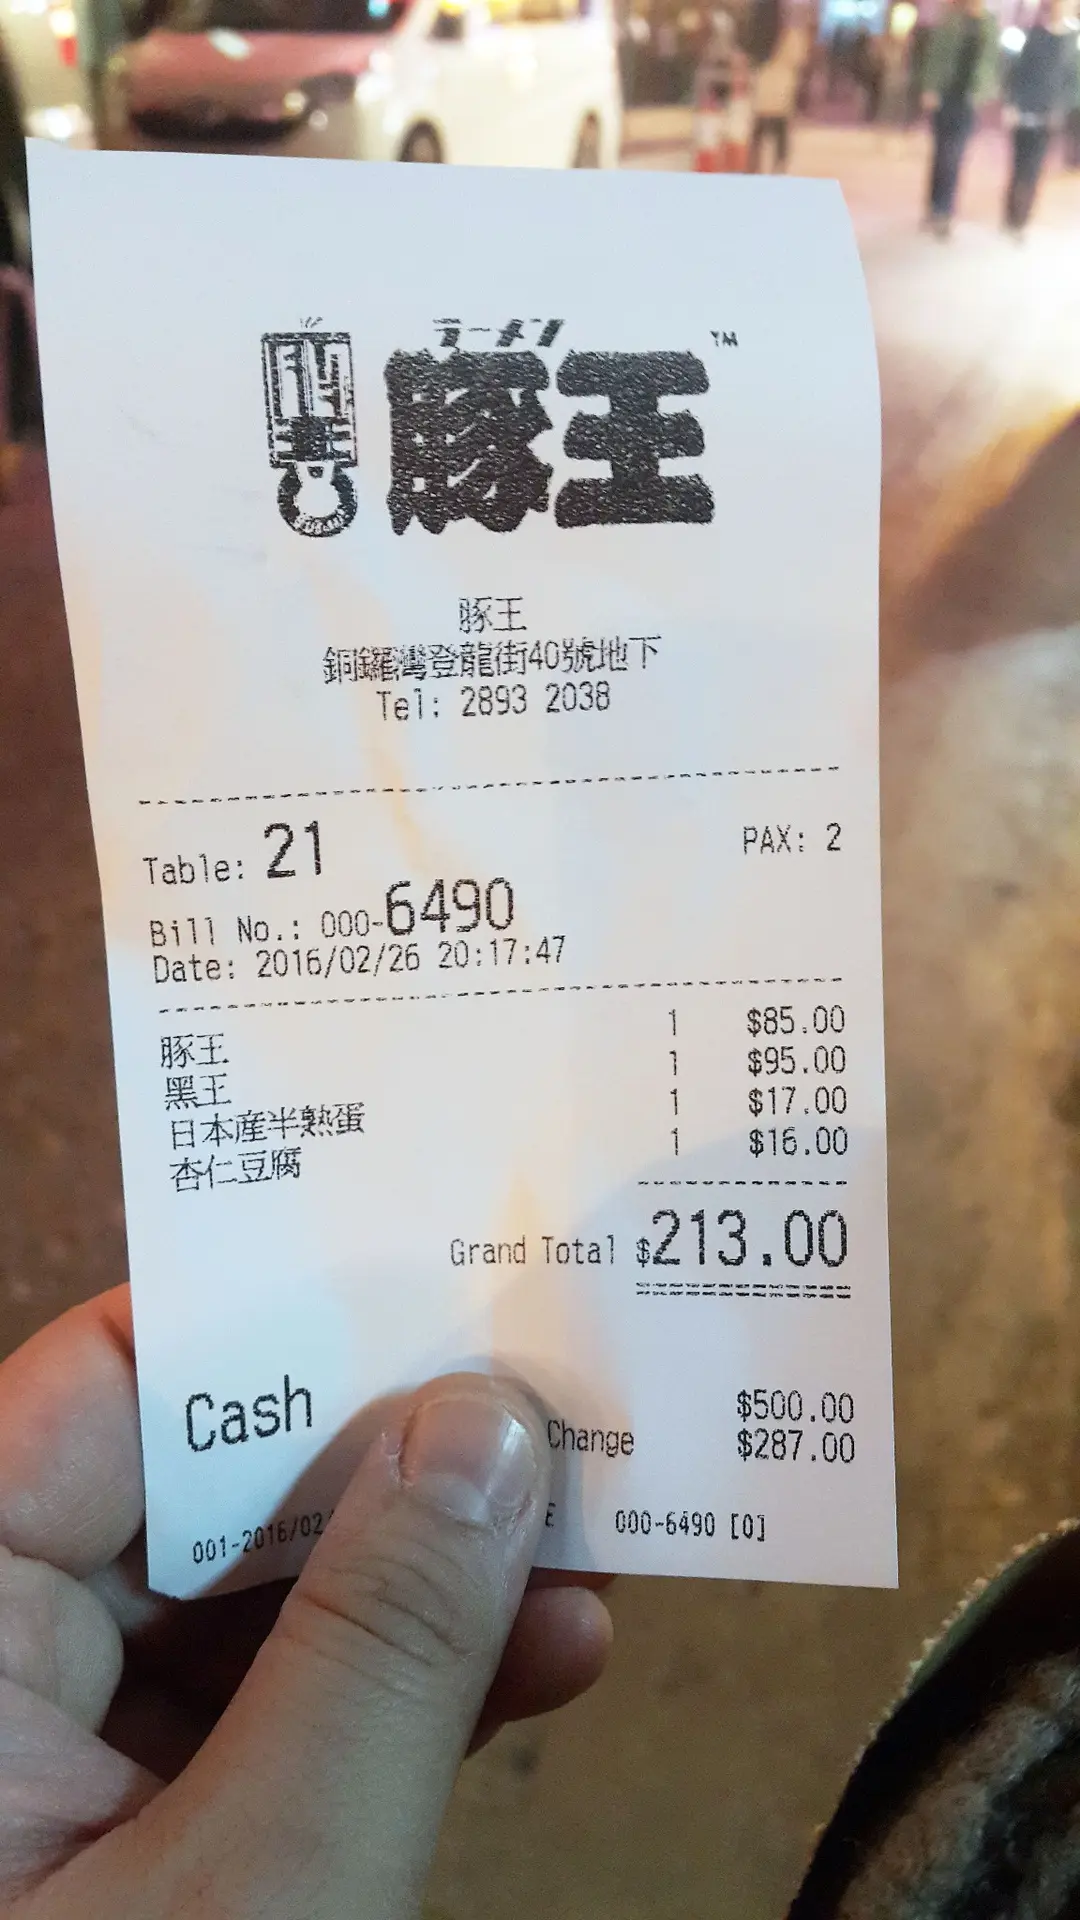 ラーメン
豚王 TM
豚王
銅鑼灣登龍街40號地下
Tel: 2893 2038
Table: 21 PAX: 2
Bill No.: 000-6490
Date: 2016/02/26 20:17:47
豚王 1 $85.00
黑王 1 $95.00
日本産半熟蛋 1 $17.00
杏仁豆腐 1 $16.00
Grand Total $213.00
Cash $500.00
Change $287.00
001-2016/02 E 000-6490 [0]